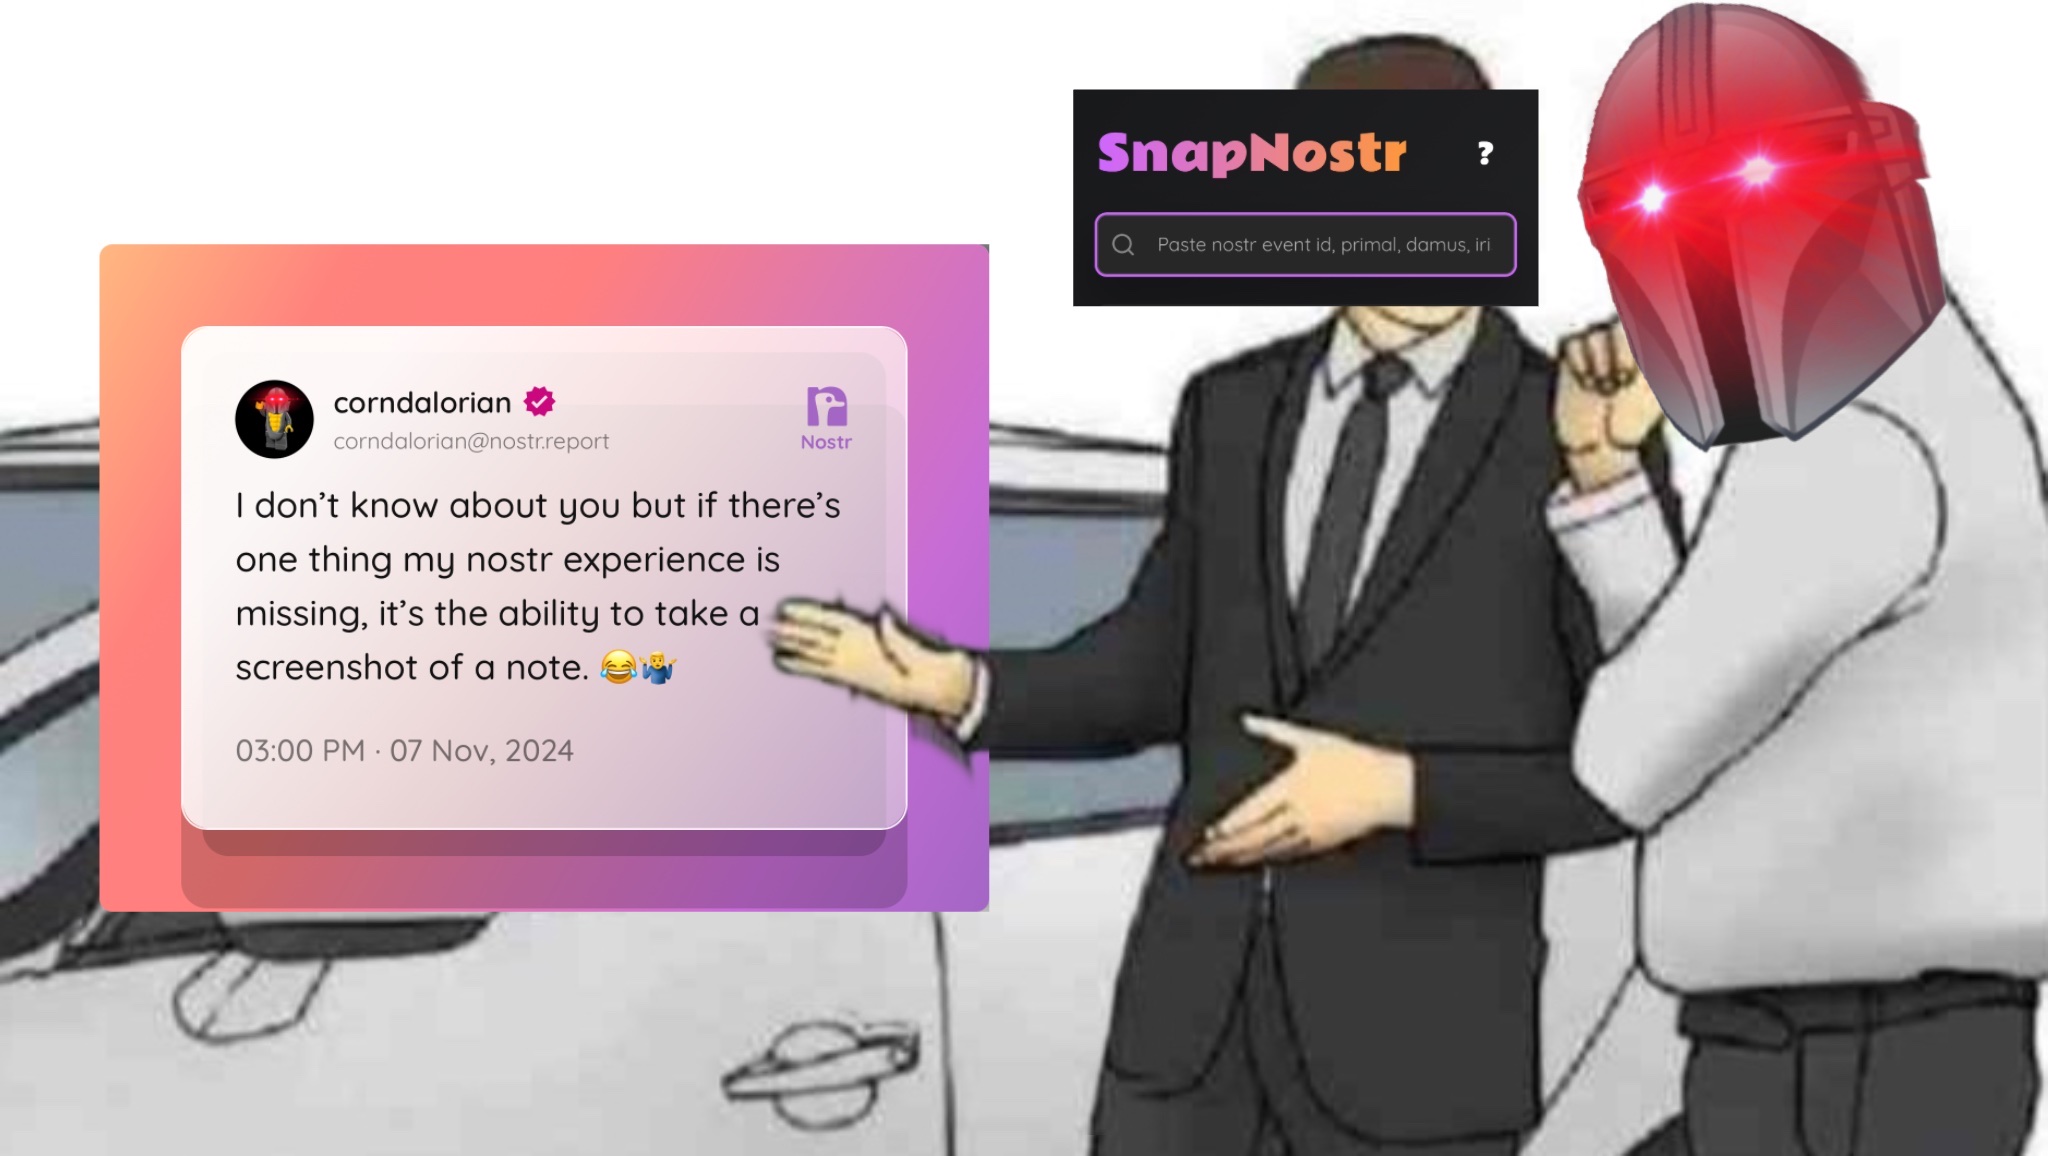 SnapNostr ?
Paste nostr event id, primal, damus, iri
corndalorian
corndalorian@nostr.report
Nostr
I don’t know about you but if there’s
one thing my nostr experience is
missing, it’s the ability to take a
screenshot of a note. 😂🤷‍♂️
03:00 PM · 07 Nov, 2024